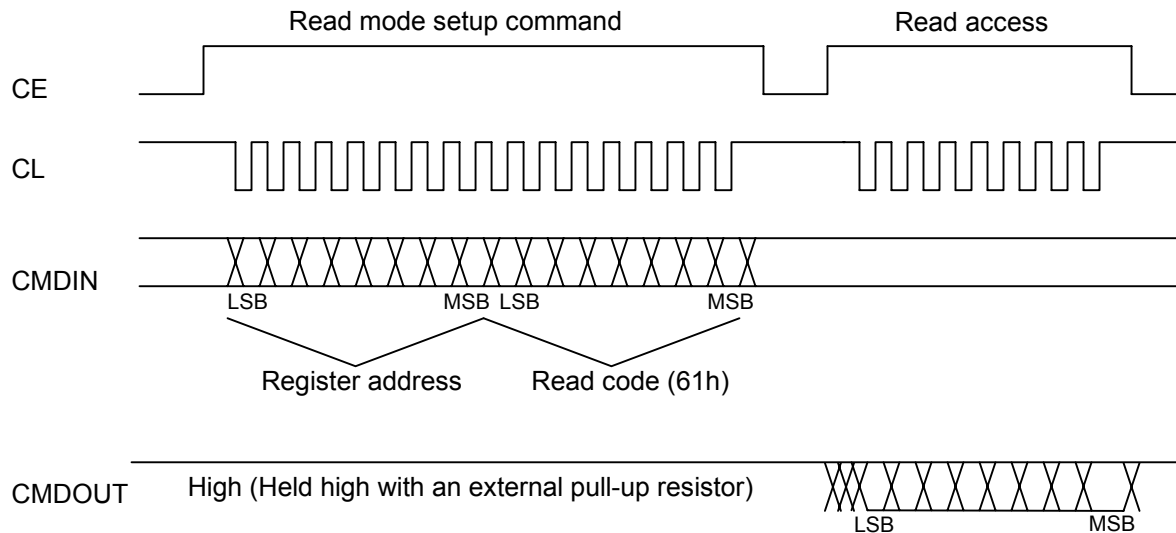 Read mode setup command
Read access
CE
CL
CMDIN
LSB MSB LSB MSB
Register address Read code (61h)
CMDOUT High (Held high with an external pull-up resistor)
LSB MSB